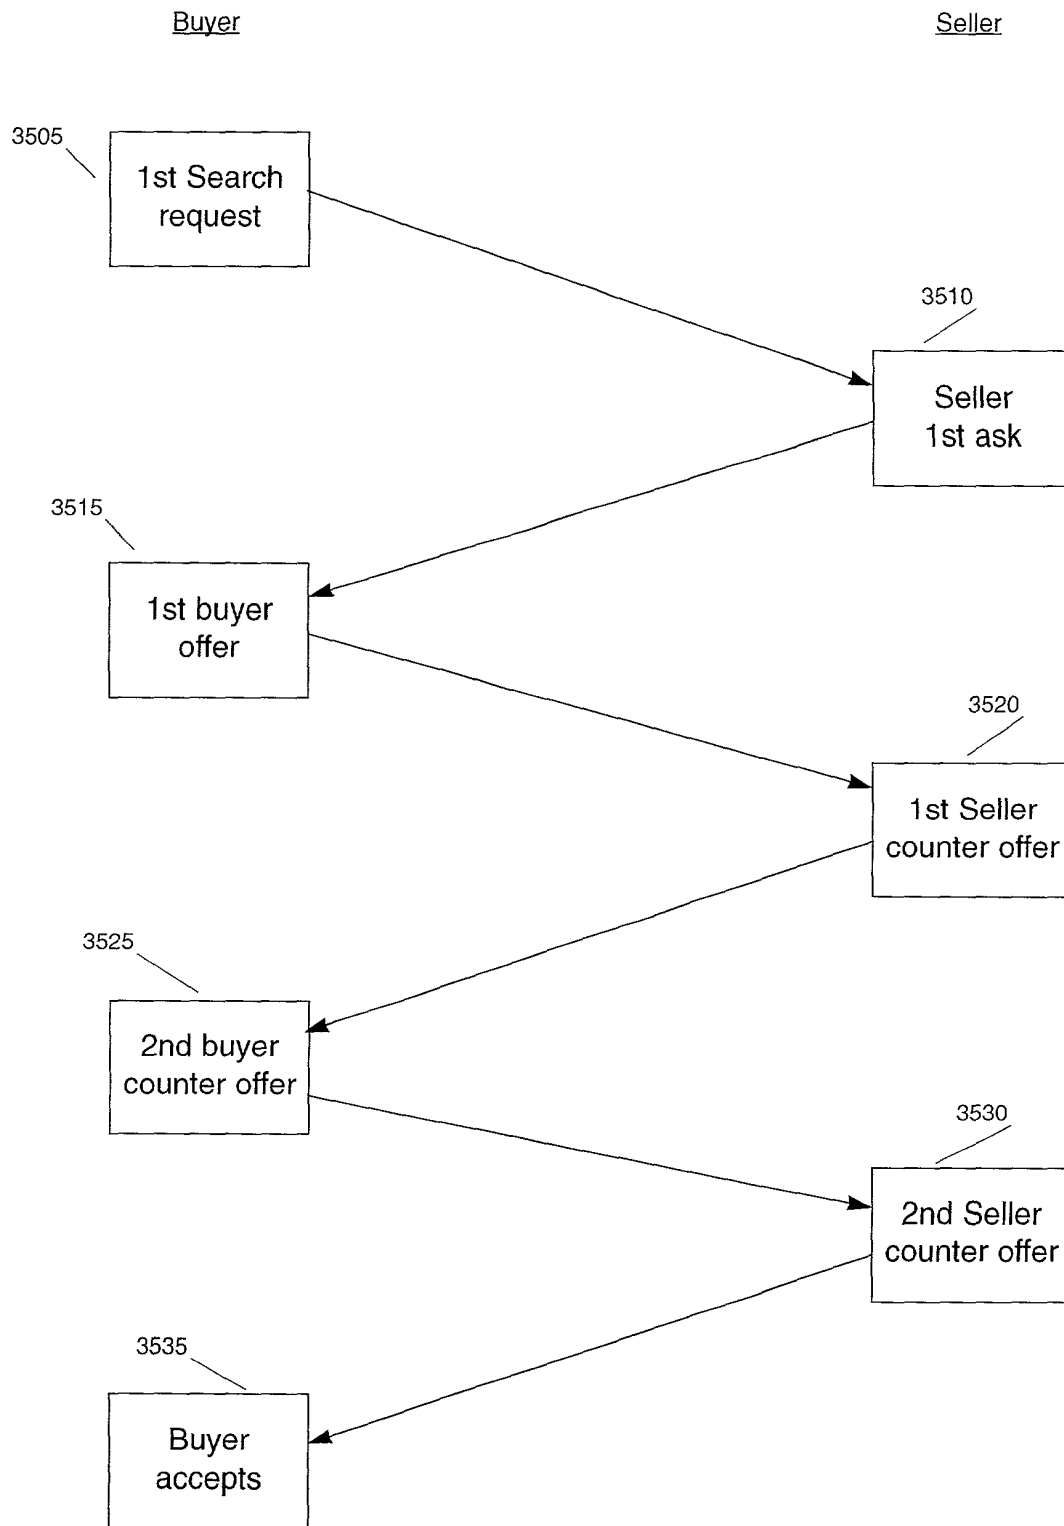 Buyer
Seller
3505
1st Search
request
3510
Seller
1st ask
3515
1st buyer
offer
3520
1st Seller
counter offer
3525
2nd buyer
counter offer
3530
2nd Seller
counter offer
3535
Buyer
accepts